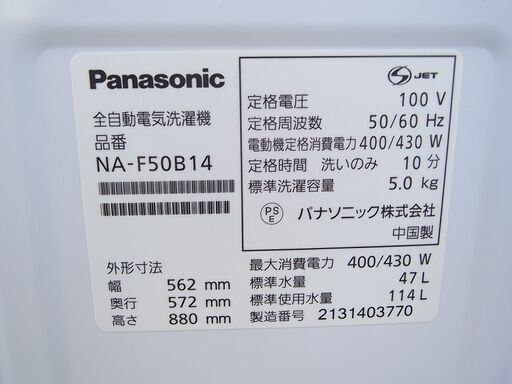 Panasonic
全自動電気洗濯機
品番
NA-F50B14
外形寸法
幅 562 mm
奥行 572 mm
高さ 880 mm
S JET
定格電圧 100 V
定格周波数 50/60 Hz
電動機定格消費電力 400/430 W
定格時間 洗いのみ 10 分
標準洗濯容量 5.0 kg
PS
E
パナソニック株式会社
中国製
最大消費電力 400/430 W
標準水量 47 L
標準使用水量 114 L
製造番号 2131403770